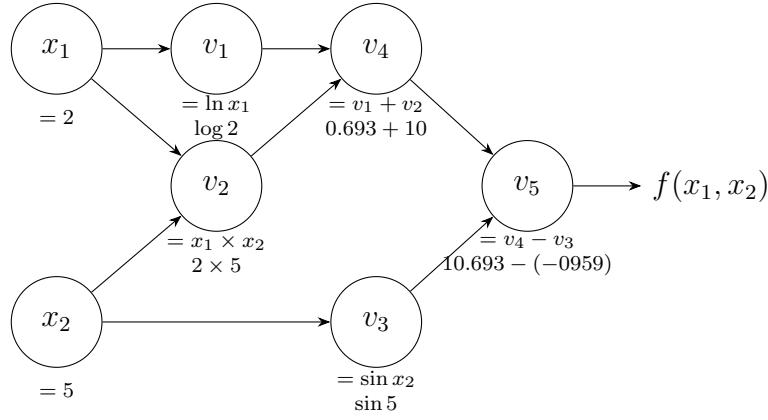 x₁
= 2
v₁
= ln x₁
log 2
v₄
= v₁ + v₂
0.693 + 10
v₂
= x₁ × x₂
2 × 5
v₅
= v₄ − v₃
10.693 − (−0959)
f(x₁, x₂)
x₂
= 5
v₃
= sin x₂
sin 5